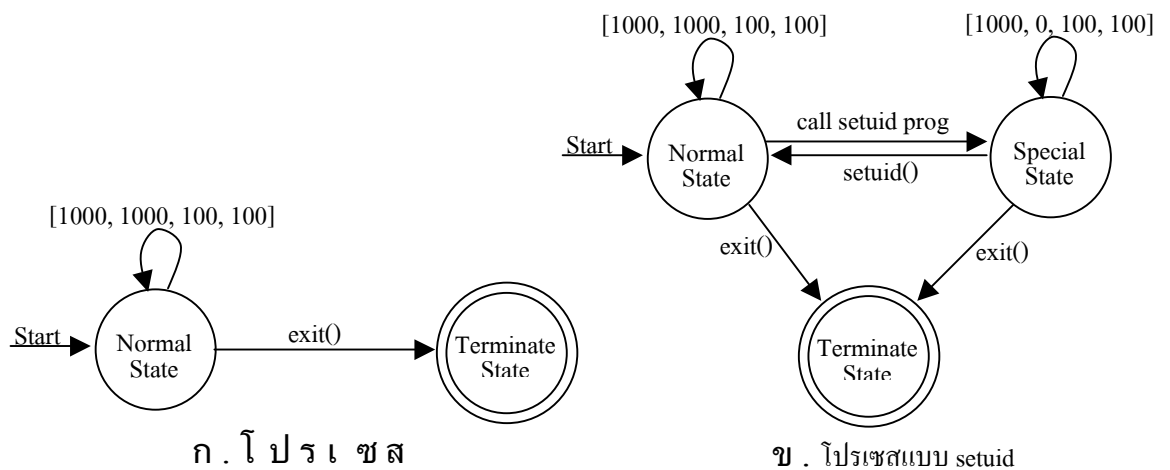 [1000, 1000, 100, 100]
Start
Normal
State
exit()
Terminate
State
ก . โ ป ร เ ซ ส
[1000, 1000, 100, 100]
[1000, 0, 100, 100]
Start
Normal
State
call setuid prog
setuid()
Special
State
exit()
exit()
Terminate
State
ข . โปรเซสแบบ setuid